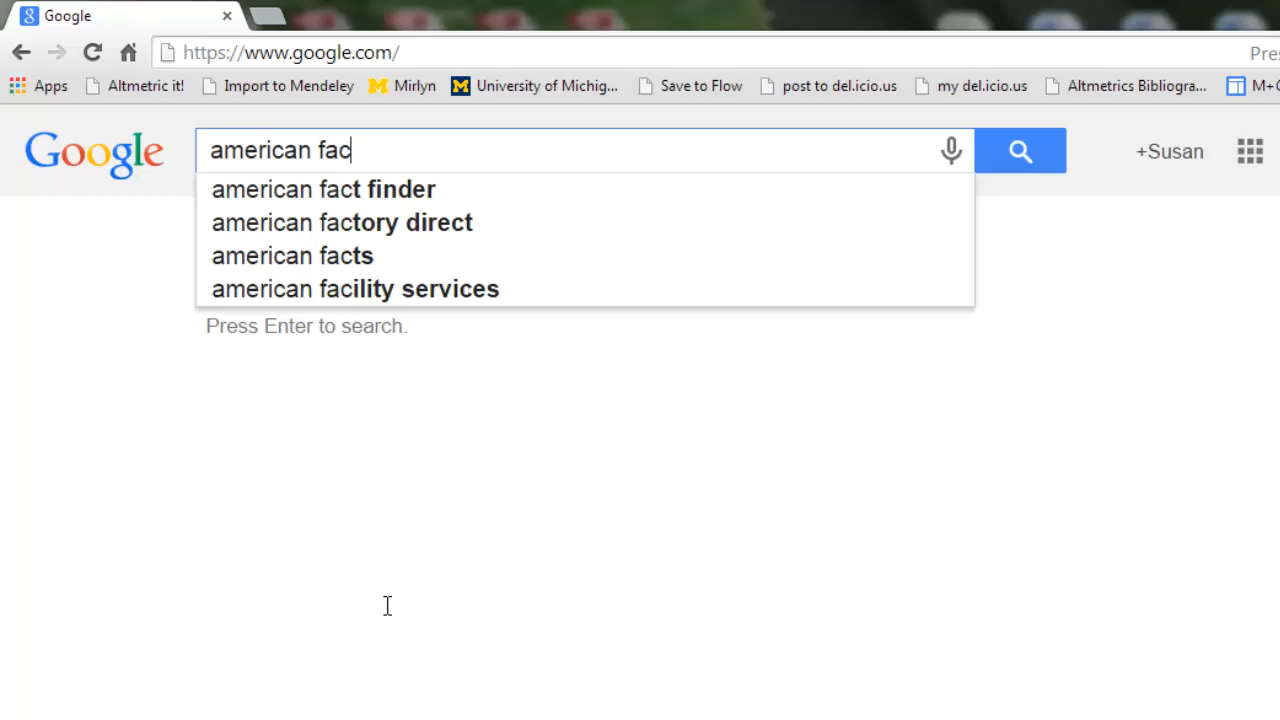 Google
https://www.google.com/
Pres
Apps Altmetric it! Import to Mendeley Mirlyn University of Michig... Save to Flow post to del.icio.us my del.icio.us Altmetrics Bibliogra... M+G
Google american fac +Susan
american fact finder
american factory direct
american facts
american facility services
Press Enter to search.